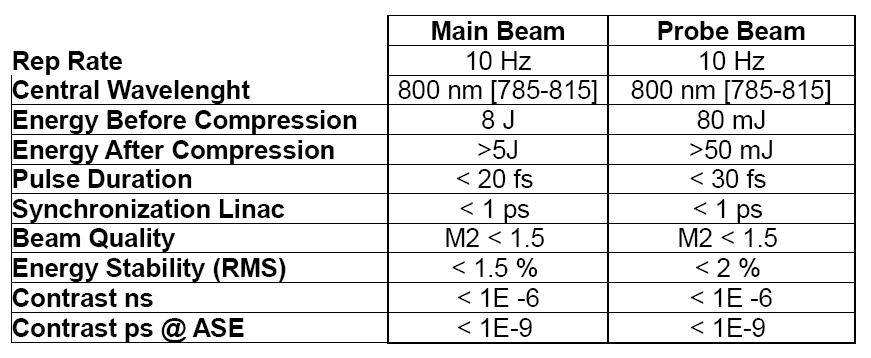 Main Beam Probe Beam
Rep Rate 10 Hz 10 Hz
Central Wavelenght 800 nm [785-815] 800 nm [785-815]
Energy Before Compression 8 J 80 mJ
Energy After Compression >5J >50 mJ
Pulse Duration < 20 fs < 30 fs
Synchronization Linac < 1 ps < 1 ps
Beam Quality M2 < 1.5 M2 < 1.5
Energy Stability (RMS) < 1.5 % < 2 %
Contrast ns < 1E -6 < 1E -6
Contrast ps @ ASE < 1E-9 < 1E-9